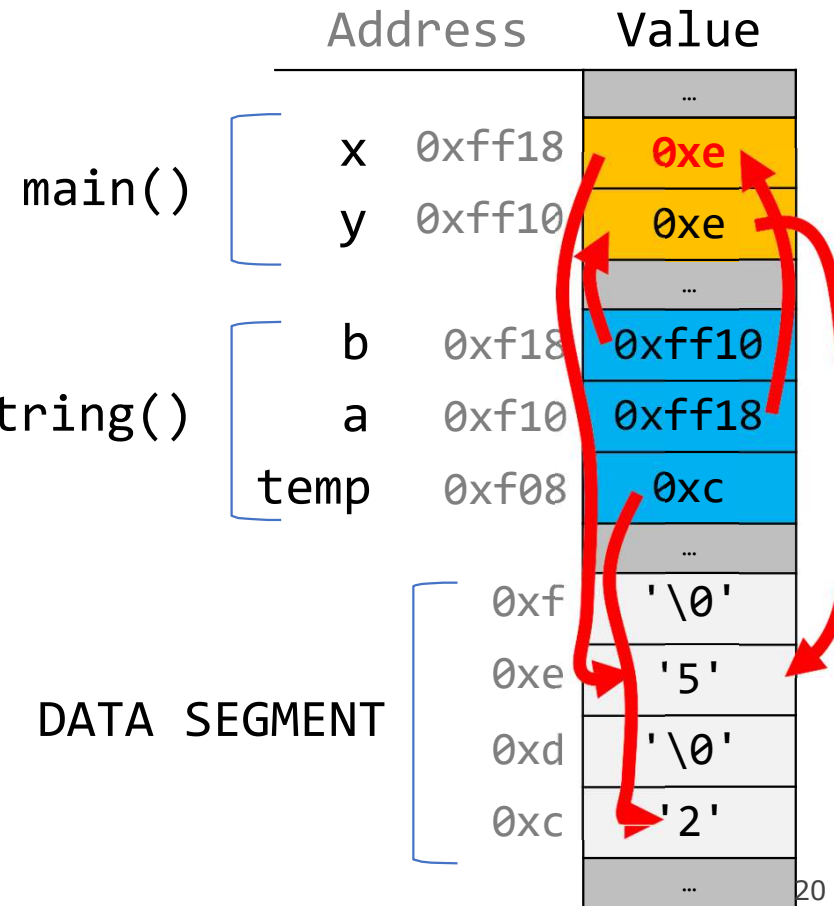 Address Value
…
x 0xff18 0xe
main()
y 0xff10 0xe
…
b 0xf18 0xff10
tring() a 0xf10 0xff18
temp 0xf08 0xc
…
0xf '\0'
0xe '5'
DATA SEGMENT
0xd '\0'
0xc '2'
…
20